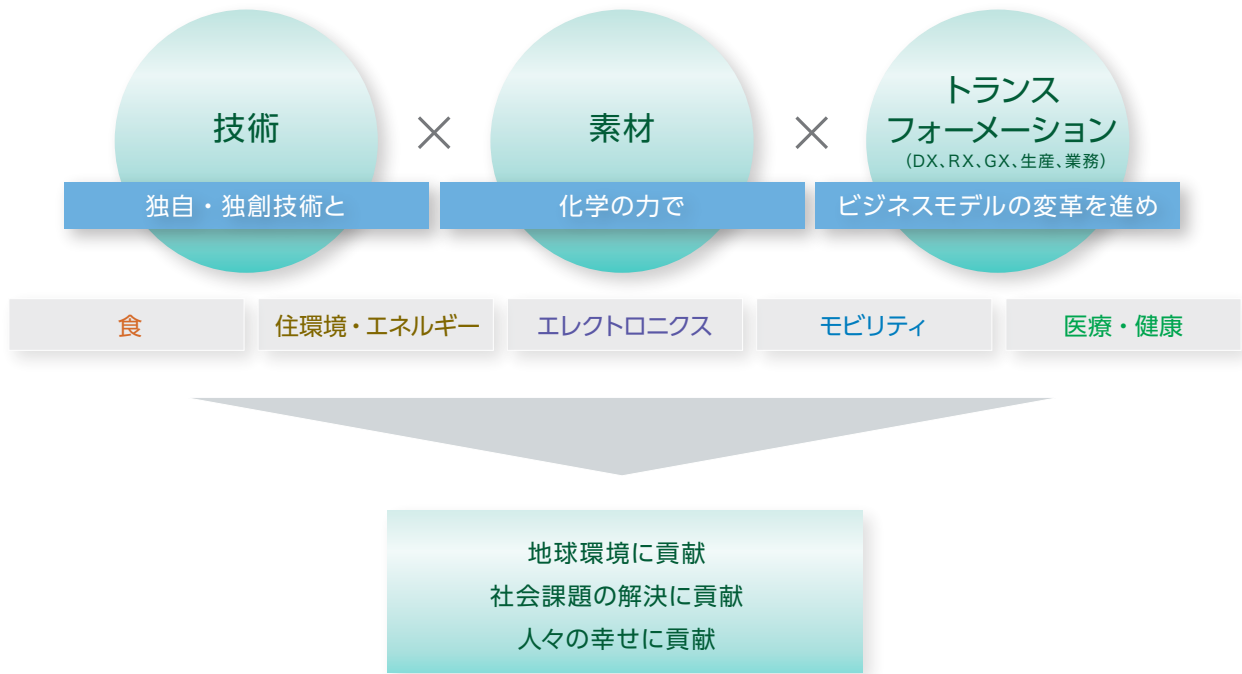 技術
×
素材
×
トランス
フォーメーション
(DX、RX、GX、生産、業務)
独自・独創技術と
化学の力で
ビジネスモデルの変革を進め
食
住環境・エネルギー
エレクトロニクス
モビリティ
医療・健康
地球環境に貢献
社会課題の解決に貢献
人々の幸せに貢献